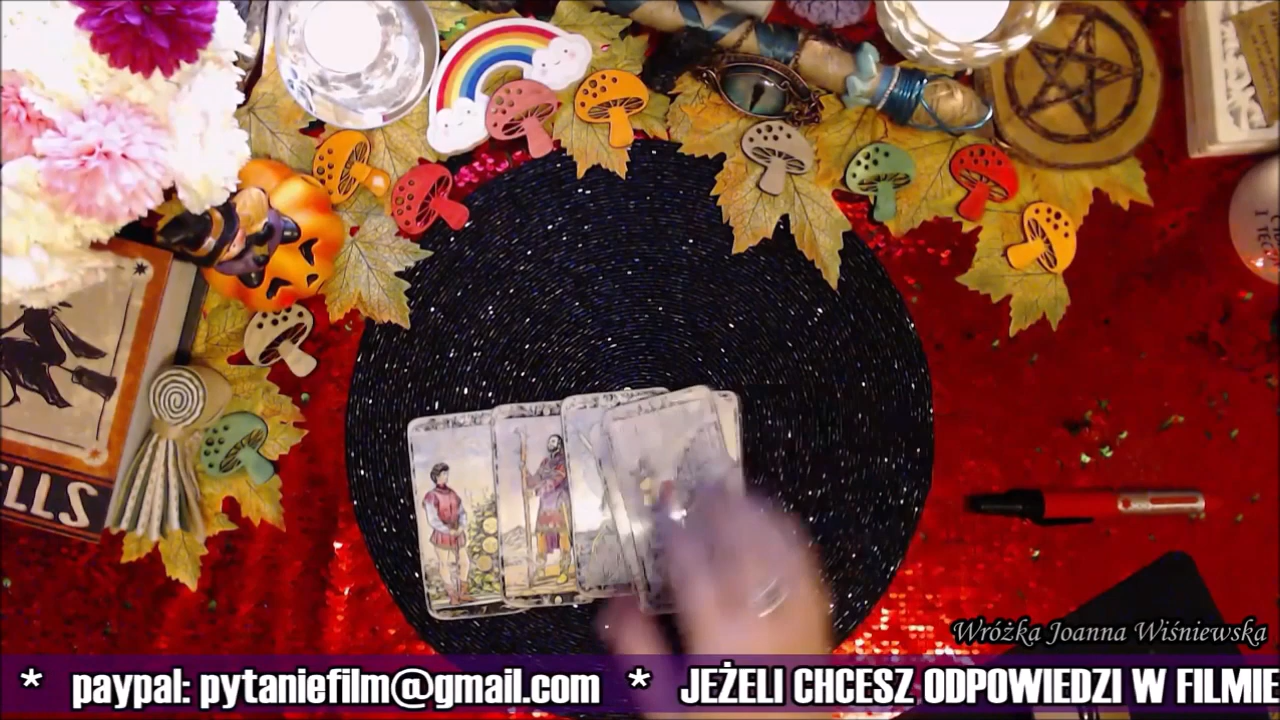 ELLS
Wróżka Joanna Wiśniewska
* paypal: pytaniefilm@gmail.com * JEŻELI CHCESZ ODPOWIEDZI W FILMIE